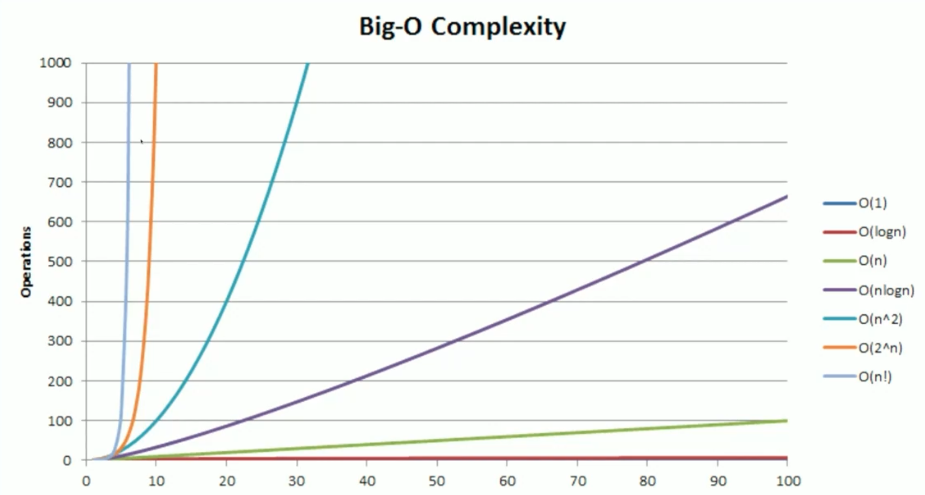 Big-O Complexity
1000
900
800
700
600
500
400
300
200
100
0
Operations
0 10 20 30 40 50 60 70 80 90 100
O(1)
O(logn)
O(n)
O(nlogn)
O(n^2)
O(2^n)
O(n!)